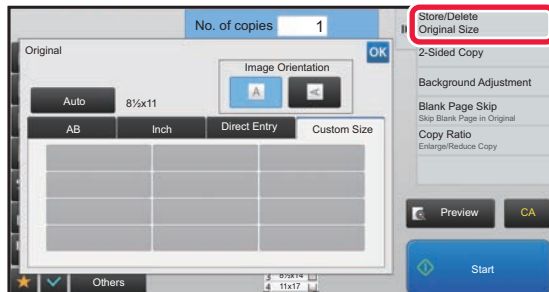 No. of copies 1
Store/Delete
Original Size
2-Sided Copy
Background Adjustment
Blank Page Skip
Skip Blank Page in Original
Copy Ratio
Enlarge/Reduce Copy
Preview
CA
Start
Original
OK
Image Orientation
A
A
Auto
8½x11
AB
Inch
Direct Entry
Custom Size
Others
3 8½x14
4 11x17